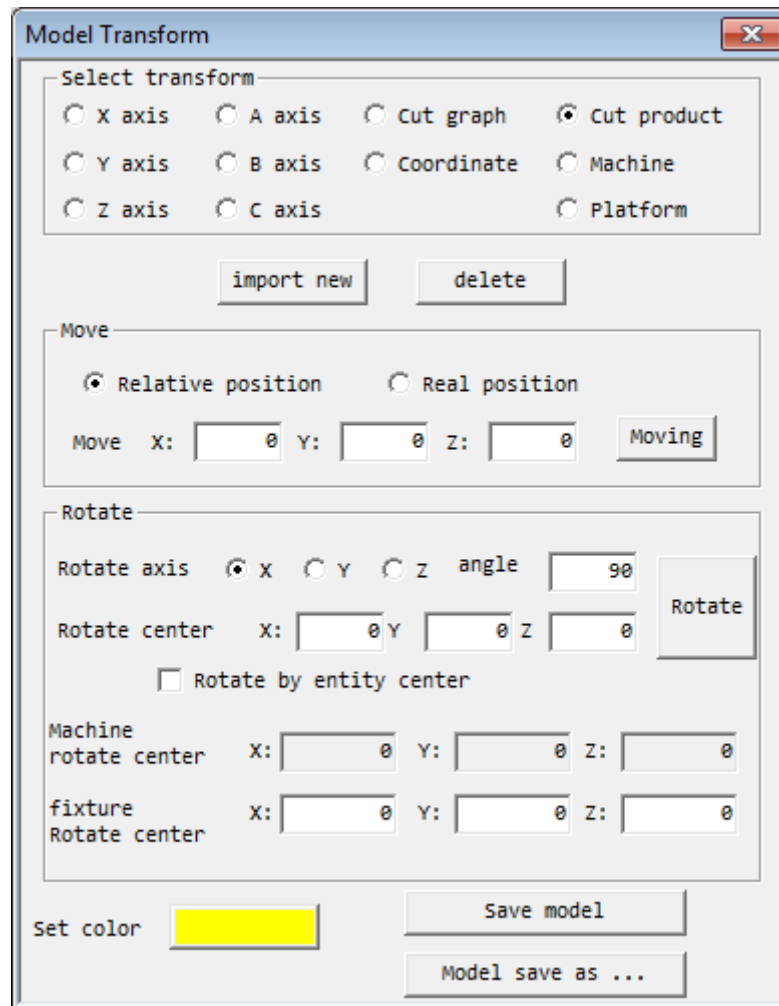 Model Transform
Select transform
X axis A axis Cut graph Cut product
Y axis B axis Coordinate Machine
Z axis C axis Platform
import new delete
Move
Relative position Real position
Move X: 0 Y: 0 Z: 0 Moving
Rotate
Rotate axis X Y Z angle 90
Rotate
Rotate center X: 0 Y 0 Z 0
Rotate by entity center
Machine
rotate center X: 0 Y: 0 Z: 0
fixture
Rotate center X: 0 Y: 0 Z: 0
Set color Save model
Model save as ...